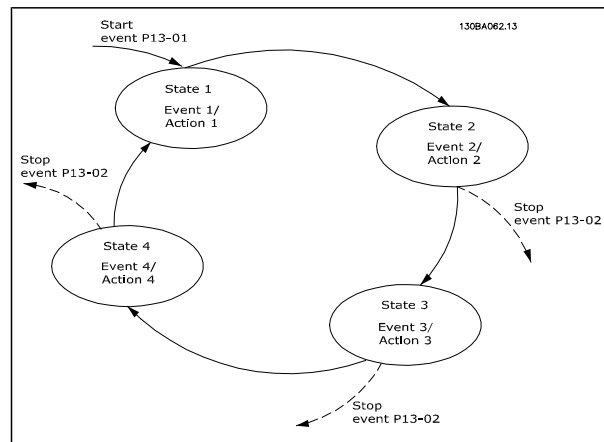 Start
event P13-01
130BA062.13
State 1
Event 1/
Action 1
State 2
Event 2/
Action 2
Stop
event P13-02
Stop
event P13-02
State 4
Event 4/
Action 4
State 3
Event 3/
Action 3
Stop
event P13-02